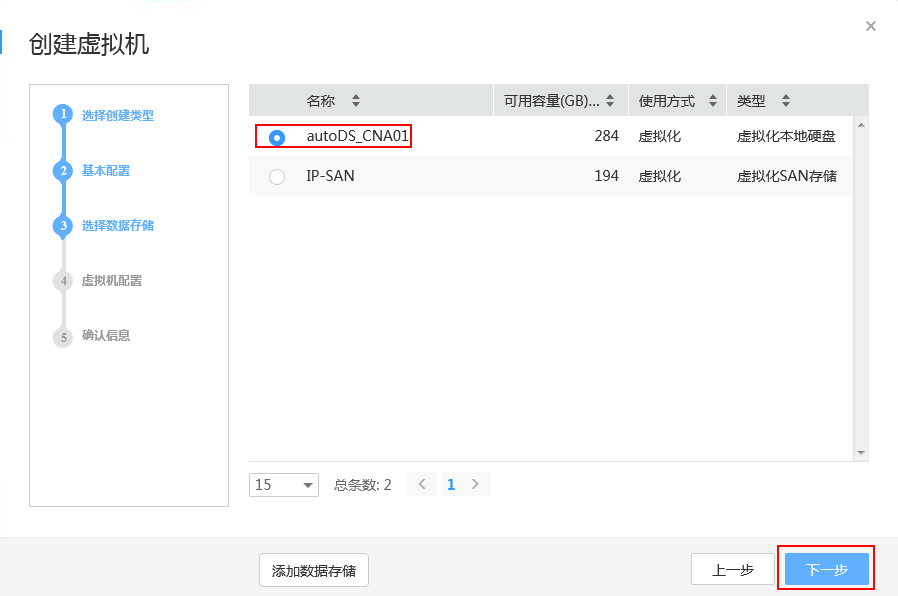 创建虚拟机
1 选择创建类型
2 基本配置
3 选择数据存储
4 虚拟机配置
5 确认信息
名称 可用容量(GB)... 使用方式 类型
autoDS_CNA01 284 虚拟化 虚拟化本地硬盘
IP-SAN 194 虚拟化 虚拟化SAN存储
15 总条数: 2 1
添加数据存储 上一步 下一步